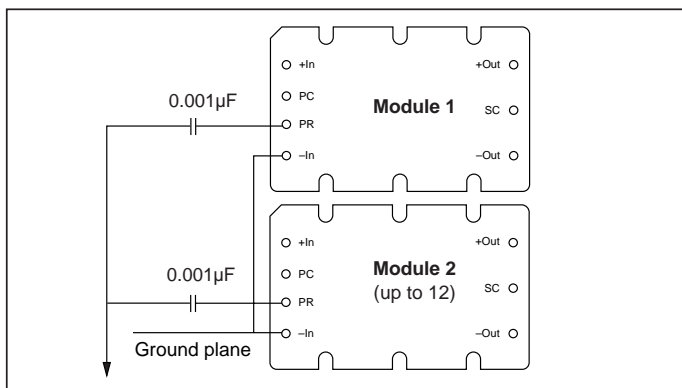 +In
+Out
0.001µF
PC
Module 1
SC
PR
–In
–Out
+In
+Out
0.001µF
PC
Module 2
(up to 12)
SC
PR
–In
–Out
Ground plane